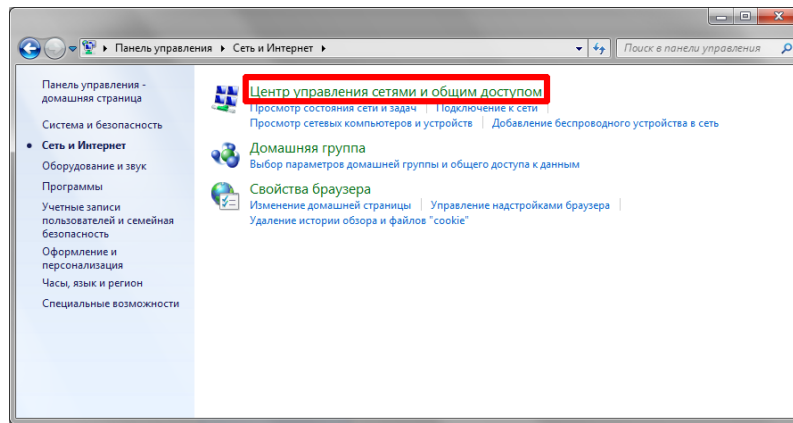 Панель управления ▸ Сеть и Интернет ▸
Поиск в панели управления
Панель управления -
домашняя страница
Система и безопасность
Сеть и Интернет
Оборудование и звук
Программы
Учетные записи
пользователей и семейная
безопасность
Оформление и
персонализация
Часы, язык и регион
Специальные возможности
Центр управления сетями и общим доступом
Просмотр состояния сети и задач
Подключение к сети
Просмотр сетевых компьютеров и устройств
Добавление беспроводного устройства в сеть
Домашняя группа
Выбор параметров домашней группы и общего доступа к данным
Свойства браузера
Изменение домашней страницы
Управление надстройками браузера
Удаление истории обзора и файлов "cookie"